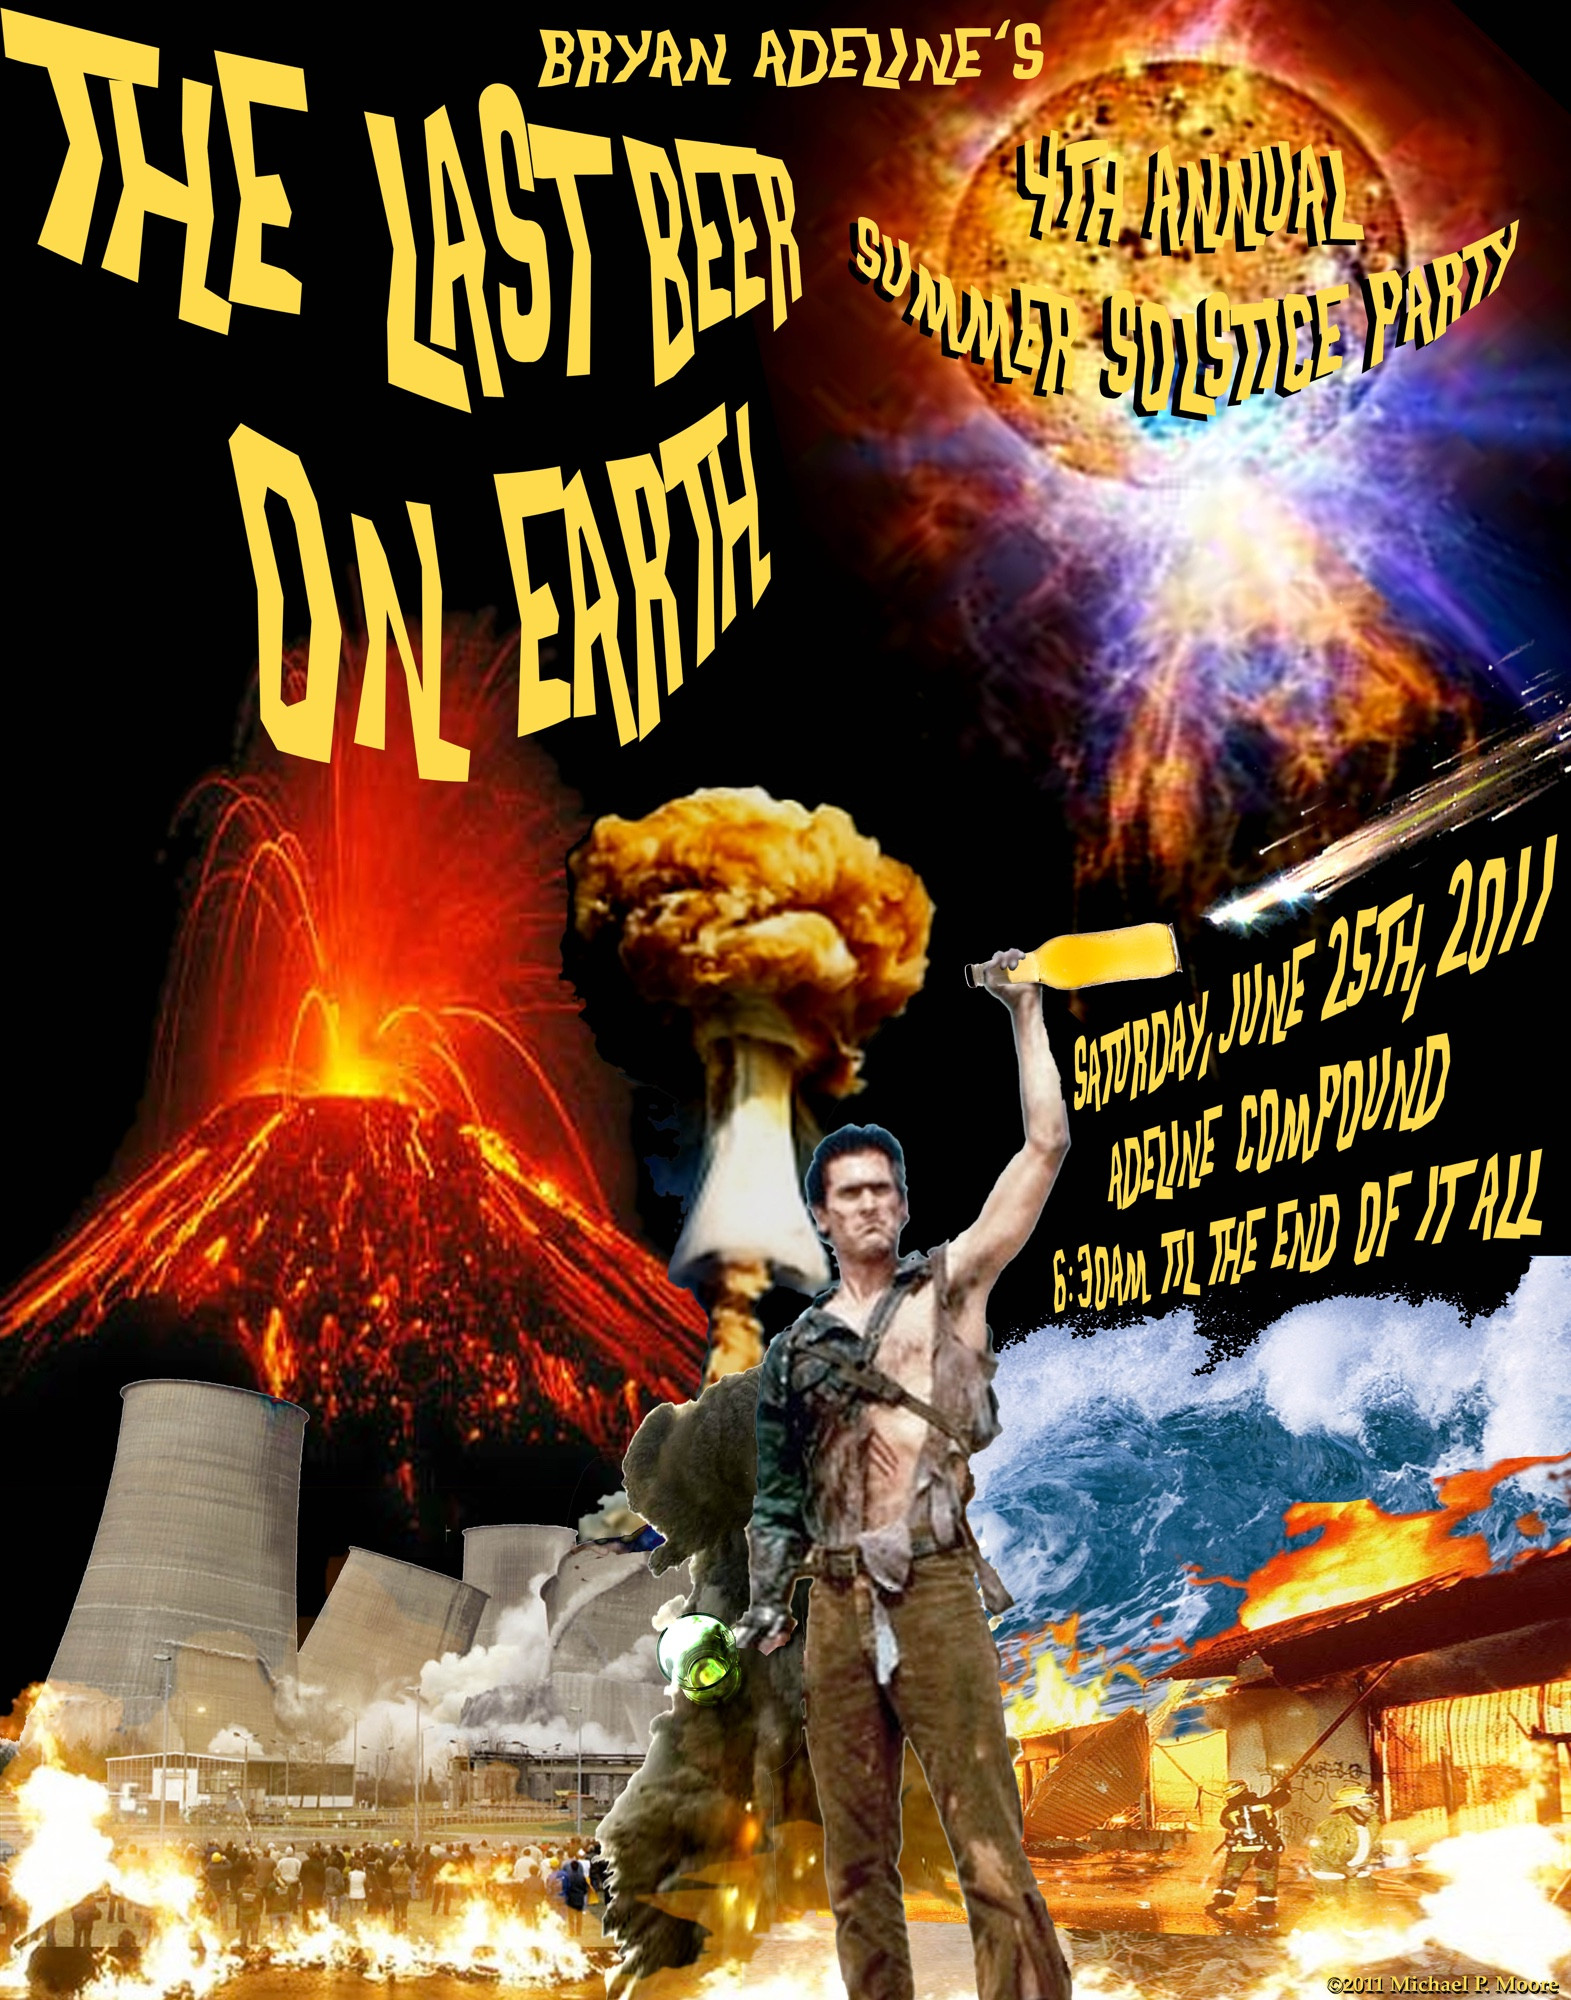 BRYAN ADELINE'S
THE LAST BEER
ON EARTH
4TH ANNUAL
SUMMER SOLSTICE PARTY
SATURDAY, JUNE 25TH, 2011
ADELINE COMPOUND
6:30AM TIL THE END OF IT ALL
©2011 Michael P. Moore